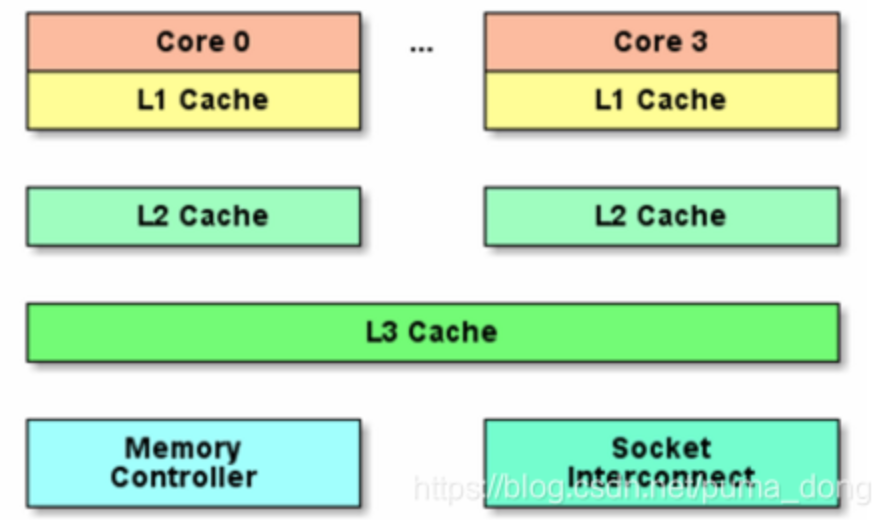 Core 0
...
Core 3
L1 Cache
L1 Cache
L2 Cache
L2 Cache
L3 Cache
Memory
Controller
Socket
Interconnect
https://blog.csdn.net/puma_dong